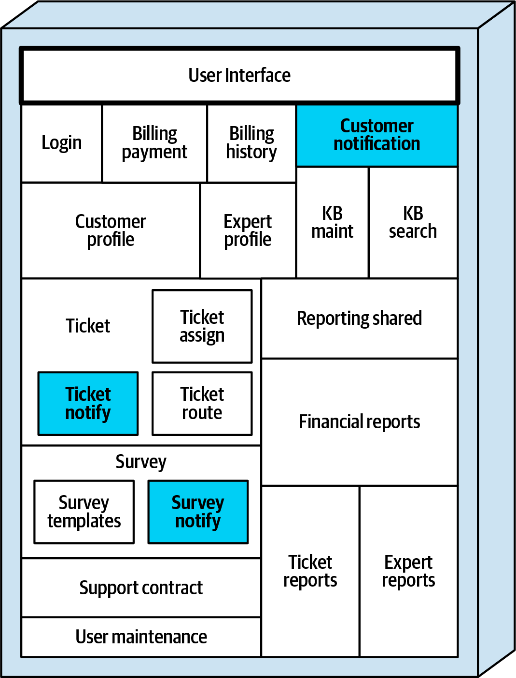 User Interface
Login
Billing
payment
Billing
history
Customer
notification
Customer
profile
Expert
profile
KB
maint
KB
search
Ticket
Ticket
assign
Ticket
notify
Ticket
route
Reporting shared
Financial reports
Survey
Survey
templates
Survey
notify
Ticket
reports
Expert
reports
Support contract
User maintenance